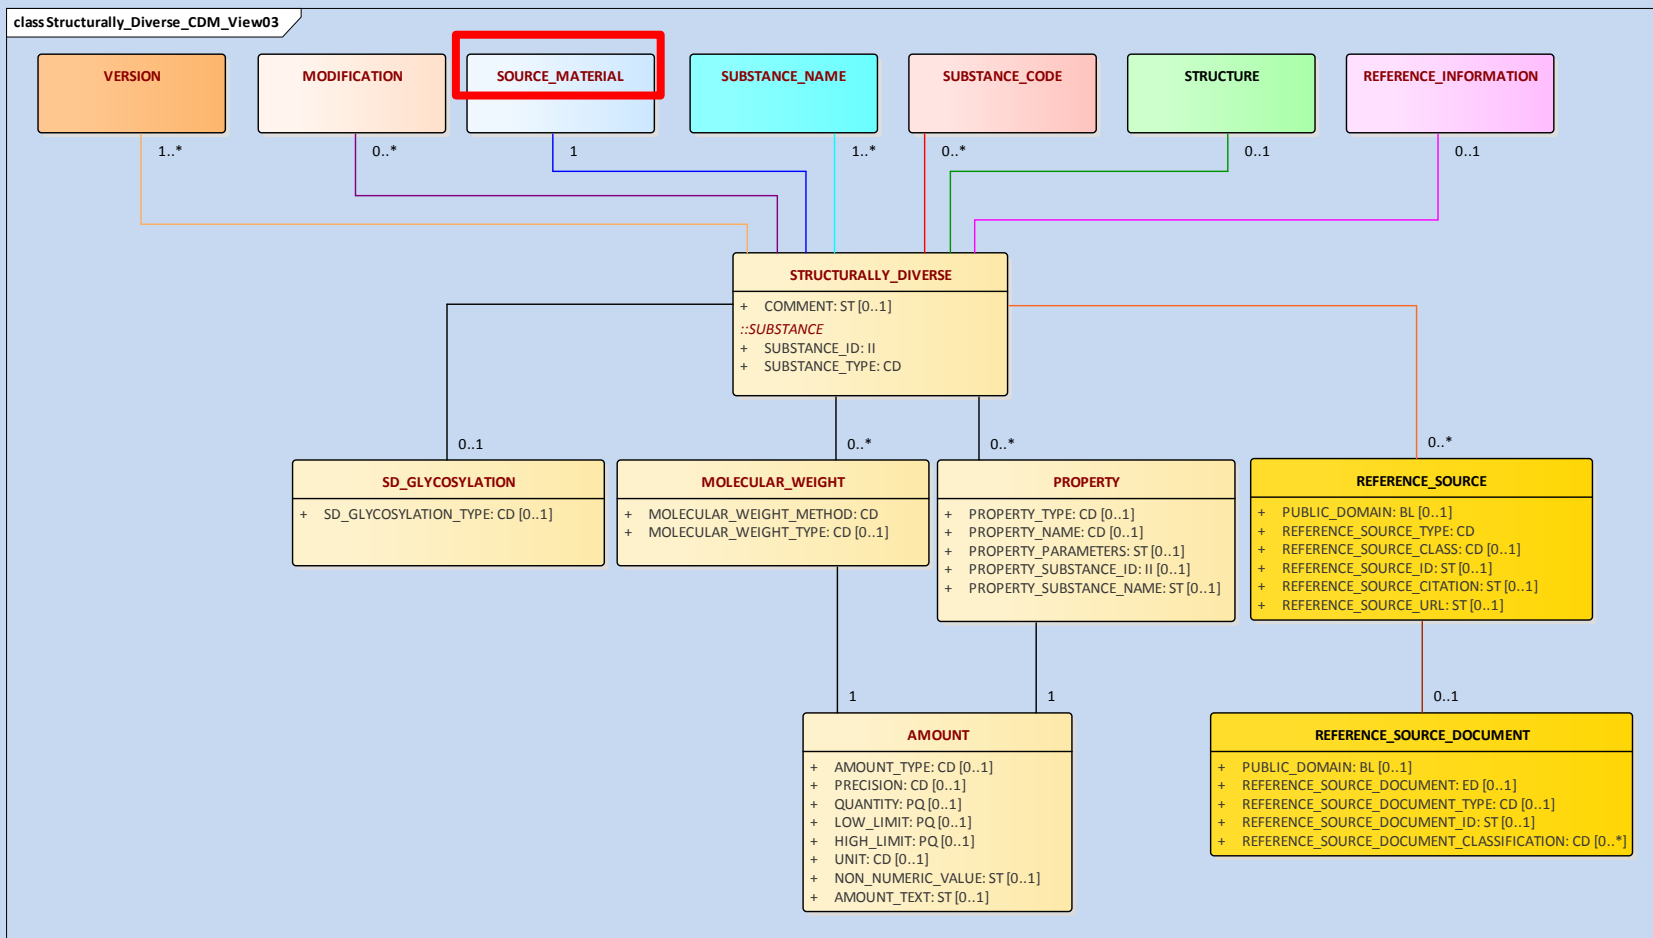 class Structurally_Diverse_CDM_View03
VERSION
MODIFICATION
SOURCE_MATERIAL
SUBSTANCE_NAME
SUBSTANCE_CODE
STRUCTURE
REFERENCE_INFORMATION
1..*
0..*
1
1..*
0..*
0..1
0..1
STRUCTURALLY_DIVERSE
+ COMMENT: ST [0..1]
::SUBSTANCE
+ SUBSTANCE_ID: II
+ SUBSTANCE_TYPE: CD
0..1
0..*
0..*
0..*
SD_GLYCOSYLATION
+ SD_GLYCOSYLATION_TYPE: CD [0..1]
MOLECULAR_WEIGHT
+ MOLECULAR_WEIGHT_METHOD: CD
+ MOLECULAR_WEIGHT_TYPE: CD [0..1]
PROPERTY
+ PROPERTY_TYPE: CD [0..1]
+ PROPERTY_NAME: CD [0..1]
+ PROPERTY_PARAMETERS: ST [0..1]
+ PROPERTY_SUBSTANCE_ID: II [0..1]
+ PROPERTY_SUBSTANCE_NAME: ST [0..1]
REFERENCE_SOURCE
+ PUBLIC_DOMAIN: BL [0..1]
+ REFERENCE_SOURCE_TYPE: CD
+ REFERENCE_SOURCE_CLASS: CD [0..1]
+ REFERENCE_SOURCE_ID: ST [0..1]
+ REFERENCE_SOURCE_CITATION: ST [0..1]
+ REFERENCE_SOURCE_URL: ST [0..1]
1
1
0..1
AMOUNT
+ AMOUNT_TYPE: CD [0..1]
+ PRECISION: CD [0..1]
+ QUANTITY: PQ [0..1]
+ LOW_LIMIT: PQ [0..1]
+ HIGH_LIMIT: PQ [0..1]
+ UNIT: CD [0..1]
+ NON_NUMERIC_VALUE: ST [0..1]
+ AMOUNT_TEXT: ST [0..1]
REFERENCE_SOURCE_DOCUMENT
+ PUBLIC_DOMAIN: BL [0..1]
+ REFERENCE_SOURCE_DOCUMENT: ED [0..1]
+ REFERENCE_SOURCE_DOCUMENT_TYPE: CD [0..1]
+ REFERENCE_SOURCE_DOCUMENT_ID: ST [0..1]
+ REFERENCE_SOURCE_DOCUMENT_CLASSIFICATION: CD [0..*]